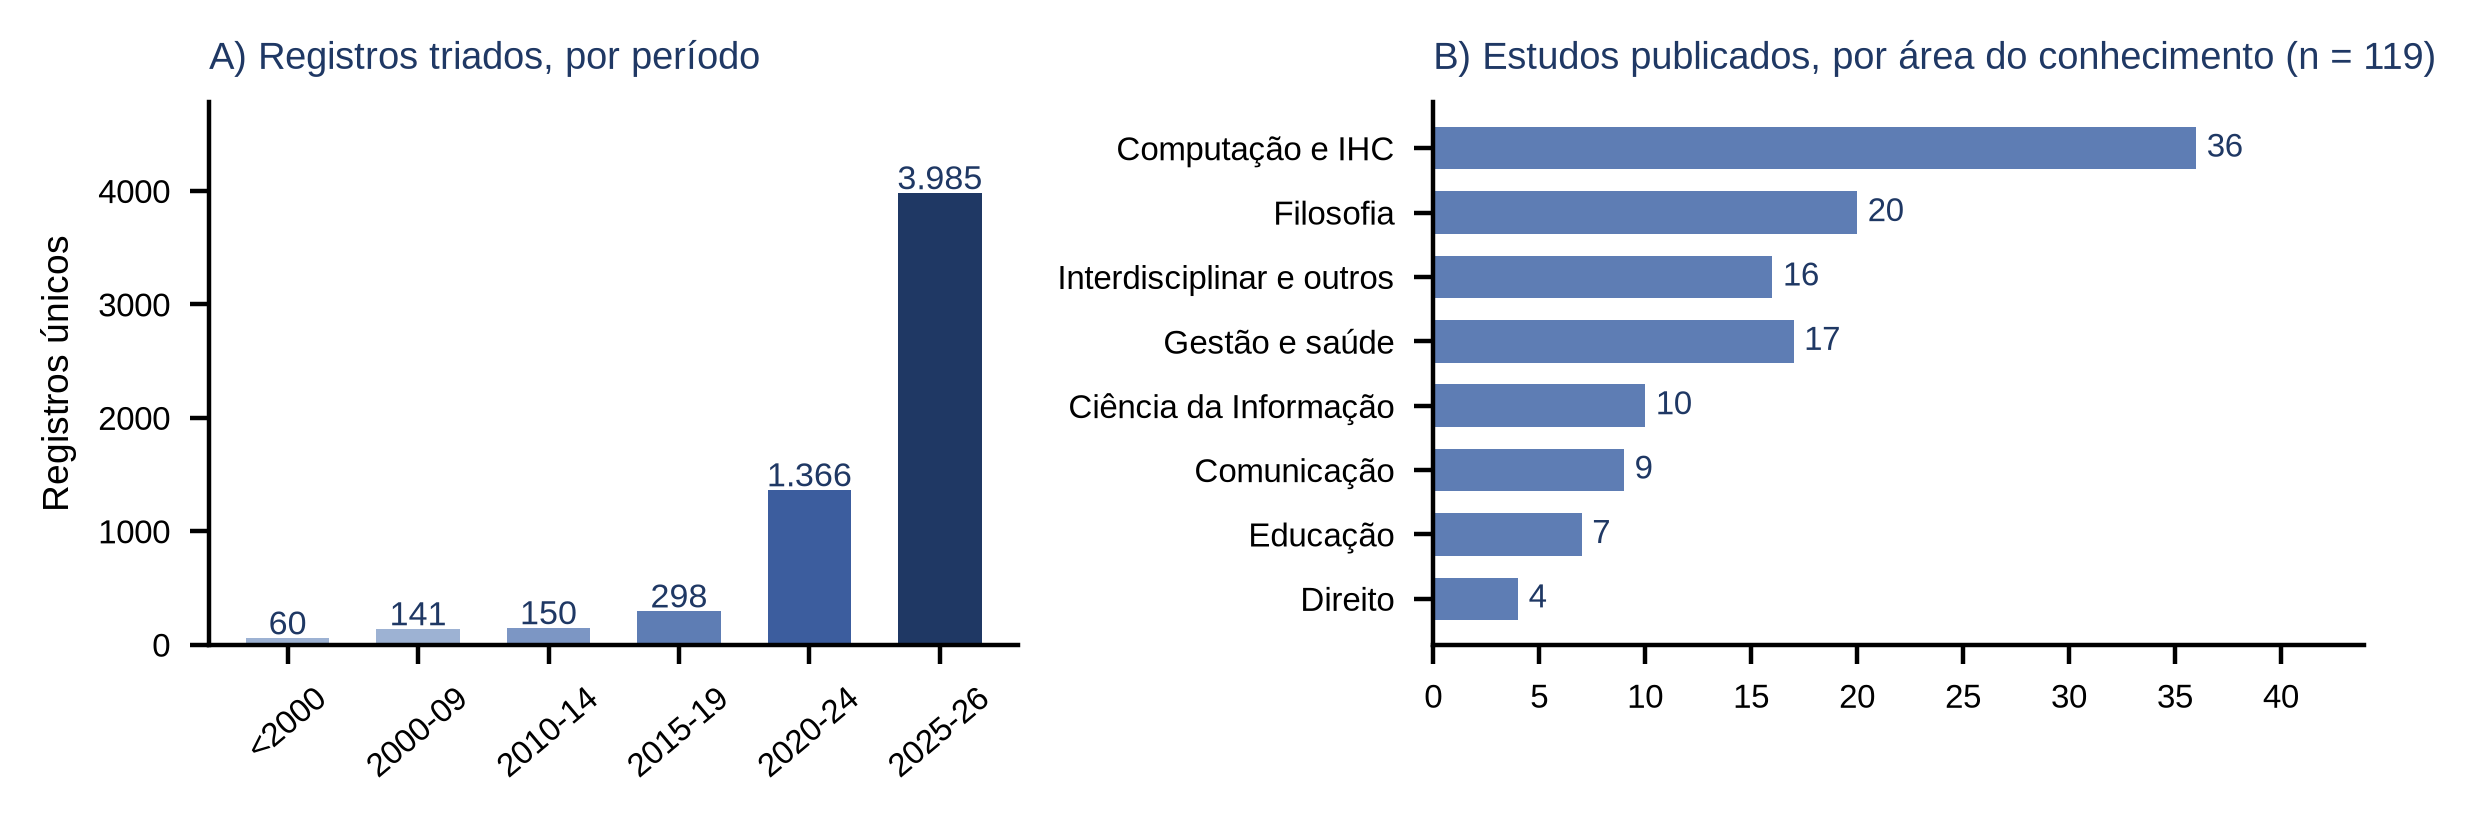 A) Registros triados, por período
Registros únicos
4000
3000
2000
1000
0
60
141
150
298
1.366
3.985
<2000
2000-09
2010-14
2015-19
2020-24
2025-26
B) Estudos publicados, por área do conhecimento (n = 119)
Computação e IHC 36
Filosofia 20
Interdisciplinar e outros 16
Gestão e saúde 17
Ciência da Informação 10
Comunicação 9
Educação 7
Direito 4
0 5 10 15 20 25 30 35 40